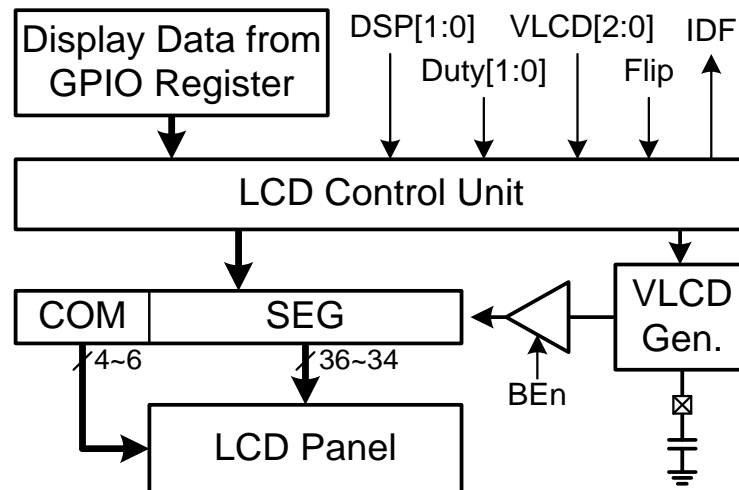 Display Data from
GPIO Register
DSP[1:0]
VLCD[2:0]
IDF
Duty[1:0]
Flip
LCD Control Unit
COM
SEG
VLCD
Gen.
4~6
36~34
BEn
LCD Panel